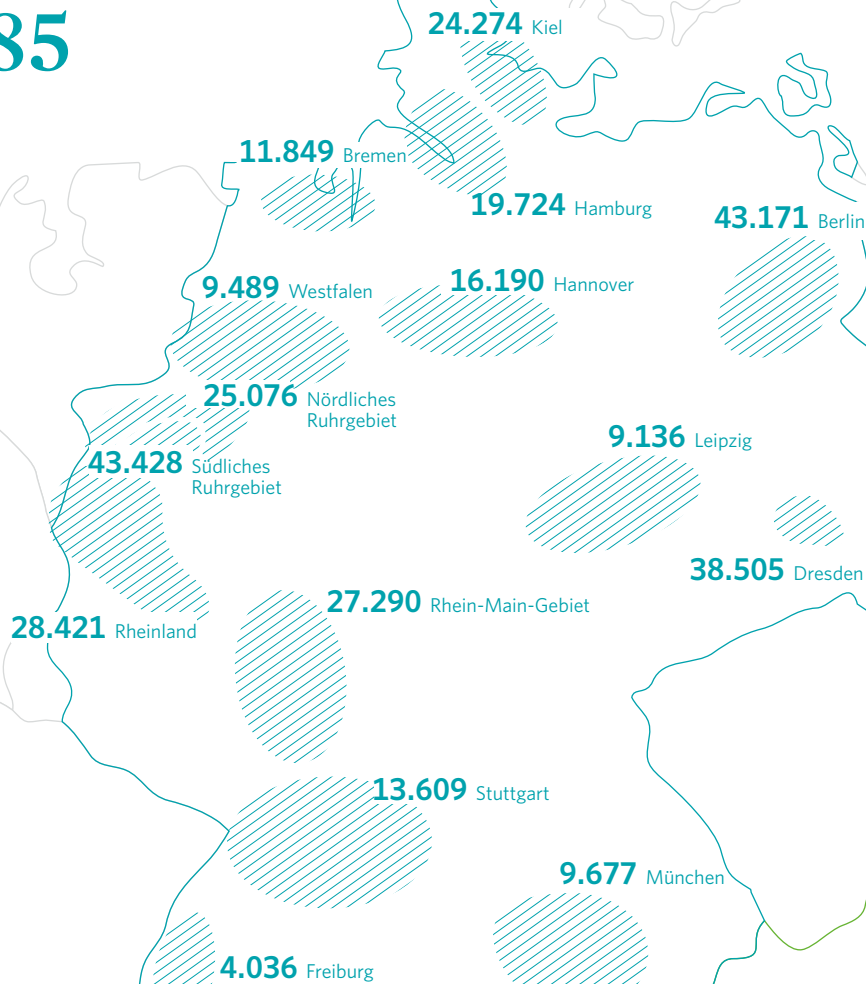 85
24.274 Kiel
11.849 Bremen
19.724 Hamburg
43.171 Berlin
9.489 Westfalen
16.190 Hannover
25.076 Nördliches
Ruhrgebiet
9.136 Leipzig
43.428 Südliches
Ruhrgebiet
38.505 Dresden
27.290 Rhein-Main-Gebiet
28.421 Rheinland
13.609 Stuttgart
9.677 München
4.036 Freiburg